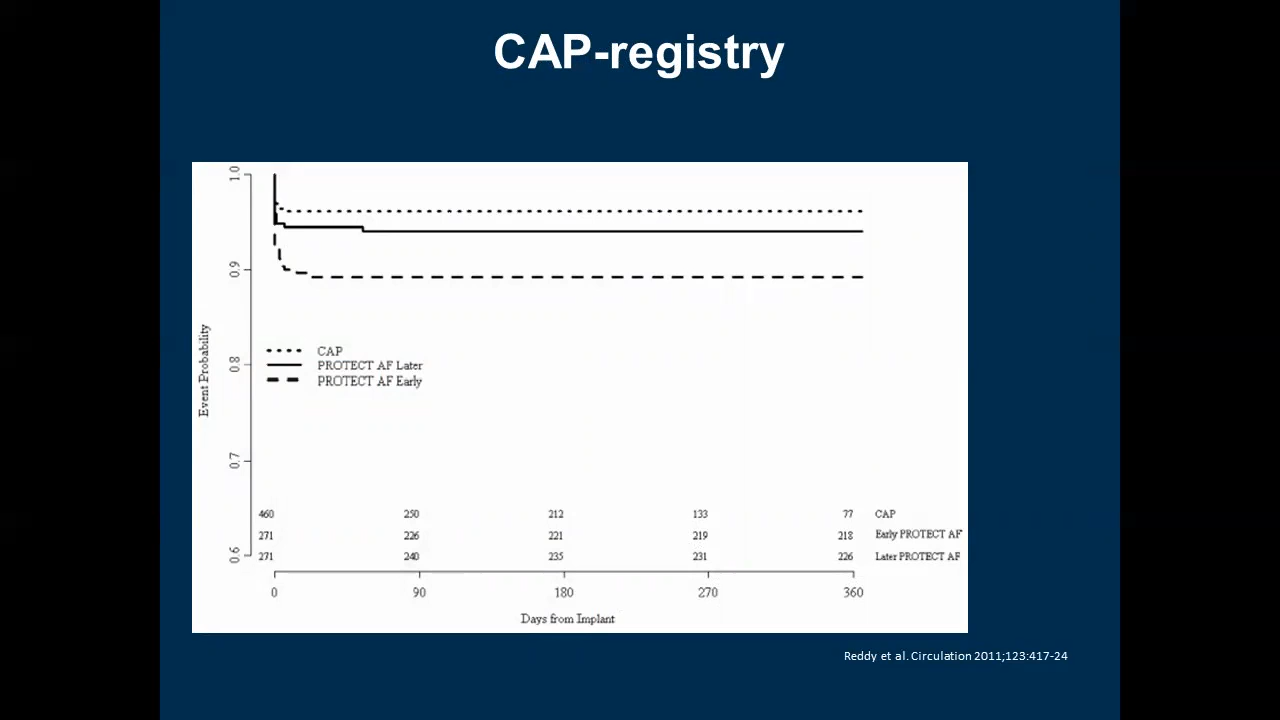 CAP-registry
1.0
0.9
0.8
0.7
0.6
Event Probability
CAP
PROTECT AF Later
PROTECT AF Early
460 250 212 133 77 CAP
271 226 221 219 218 Early PROTECT AF
271 240 235 231 226 Later PROTECT AF
0 90 180 270 360
Days from Implant
Reddy et al. Circulation 2011;123:417-24